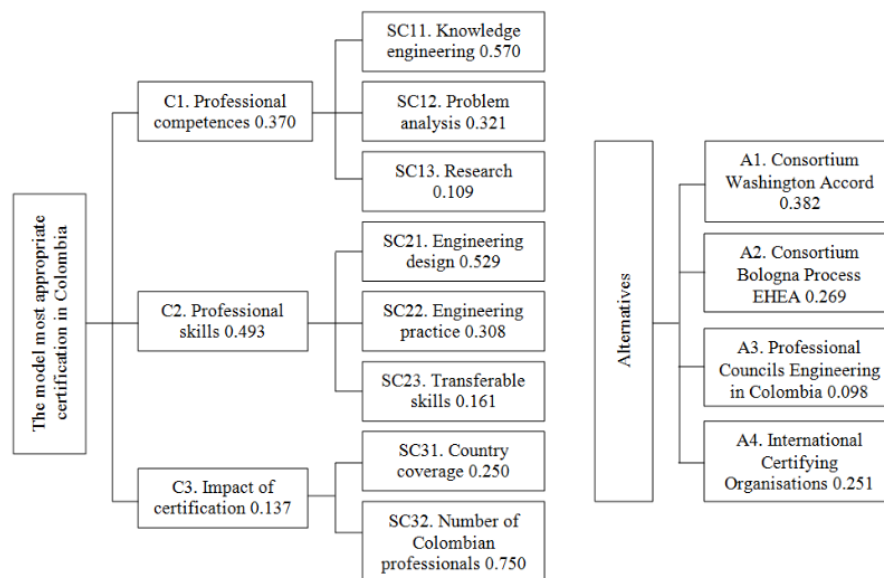 The model most appropriate
certification in Colombia
C1. Professional
competences 0.370
SC11. Knowledge
engineering 0.570
SC12. Problem
analysis 0.321
SC13. Research
0.109
C2. Professional
skills 0.493
SC21. Engineering
design 0.529
SC22. Engineering
practice 0.308
SC23. Transferable
skills 0.161
C3. Impact of
certification 0.137
SC31. Country
coverage 0.250
SC32. Number of
Colombian
professionals 0.750
Alternatives
A1. Consortium
Washington Accord
0.382
A2. Consortium
Bologna Process
EHEA 0.269
A3. Professional
Councils Engineering
in Colombia 0.098
A4. International
Certifying
Organisations 0.251